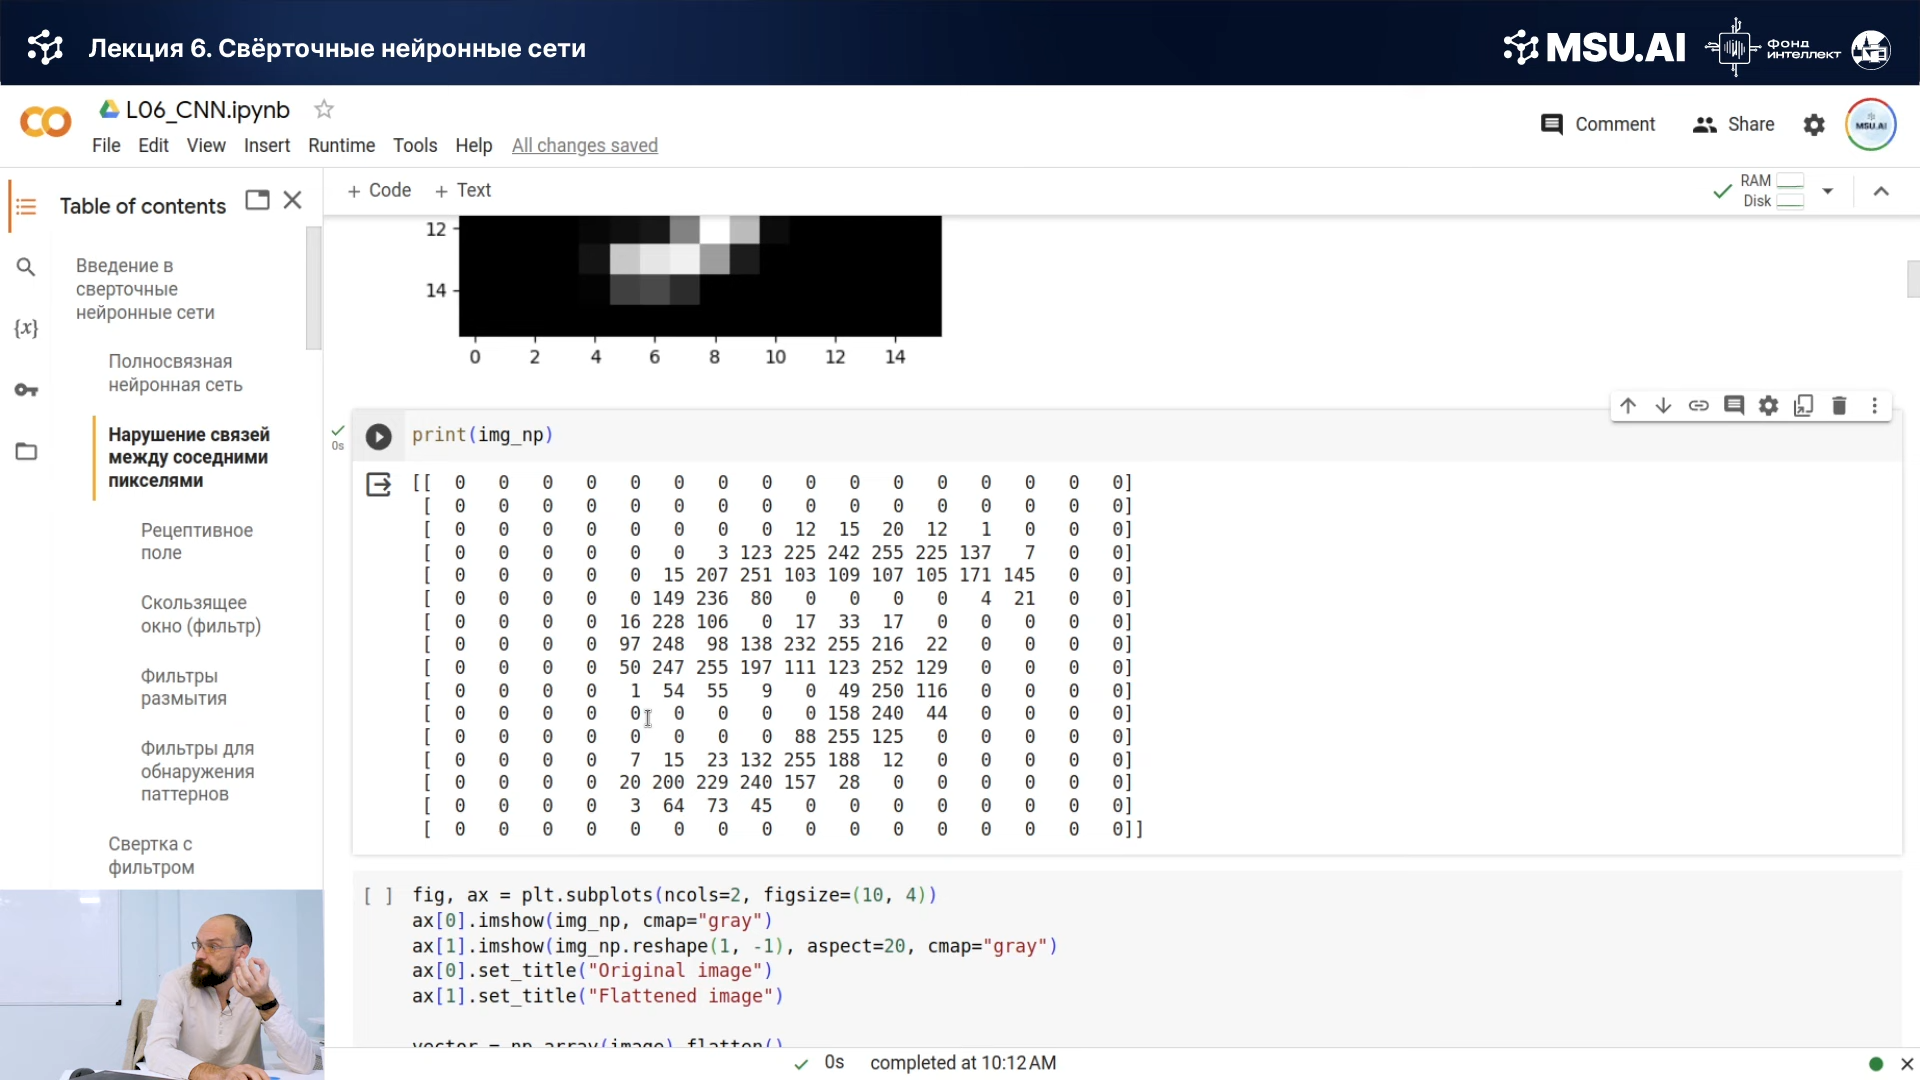 Лекция 6. Свёрточные нейронные сети
MSU.AI
ФОНД
ИНТЕЛЛЕКТ
L06_CNN.ipynb
File Edit View Insert Runtime Tools Help All changes saved
Comment
Share
MSU.AI
Table of contents
+ Code + Text
RAM
Disk
Введение в
сверточные
нейронные сети
Полносвязная
нейронная сеть
Нарушение связей
между соседними
пикселями
Рецептивное
поле
Скользящее
окно (фильтр)
Фильтры
размытия
Фильтры для
обнаружения
паттернов
Свертка с
фильтром
{x}
12
14
0 2 4 6 8 10 12 14
0s
print(img_np)
[[ 0 0 0 0 0 0 0 0 0 0 0 0 0 0 0 0]
[ 0 0 0 0 0 0 0 0 0 0 0 0 0 0 0 0]
[ 0 0 0 0 0 0 0 0 12 15 20 12 1 0 0 0]
[ 0 0 0 0 0 0 3 123 225 242 255 225 137 7 0 0]
[ 0 0 0 0 0 15 207 251 103 109 107 105 171 145 0 0]
[ 0 0 0 0 0 149 236 80 0 0 0 0 4 21 0 0]
[ 0 0 0 0 16 228 106 0 17 33 17 0 0 0 0 0]
[ 0 0 0 0 97 248 98 138 232 255 216 22 0 0 0 0]
[ 0 0 0 0 50 247 255 197 111 123 252 129 0 0 0 0]
[ 0 0 0 0 1 54 55 9 0 49 250 116 0 0 0 0]
[ 0 0 0 0 0 0 0 0 0 158 240 44 0 0 0 0]
[ 0 0 0 0 0 0 0 0 88 255 125 0 0 0 0 0]
[ 0 0 0 0 7 15 23 132 255 188 12 0 0 0 0 0]
[ 0 0 0 0 20 200 229 240 157 28 0 0 0 0 0 0]
[ 0 0 0 0 3 64 73 45 0 0 0 0 0 0 0 0]
[ 0 0 0 0 0 0 0 0 0 0 0 0 0 0 0 0]]
[ ] fig, ax = plt.subplots(ncols=2, figsize=(10, 4))
ax[0].imshow(img_np, cmap="gray")
ax[1].imshow(img_np.reshape(1, -1), aspect=20, cmap="gray")
ax[0].set_title("Original image")
ax[1].set_title("Flattened image")
vector = np.array(image).flatten()
0s completed at 10:12 AM